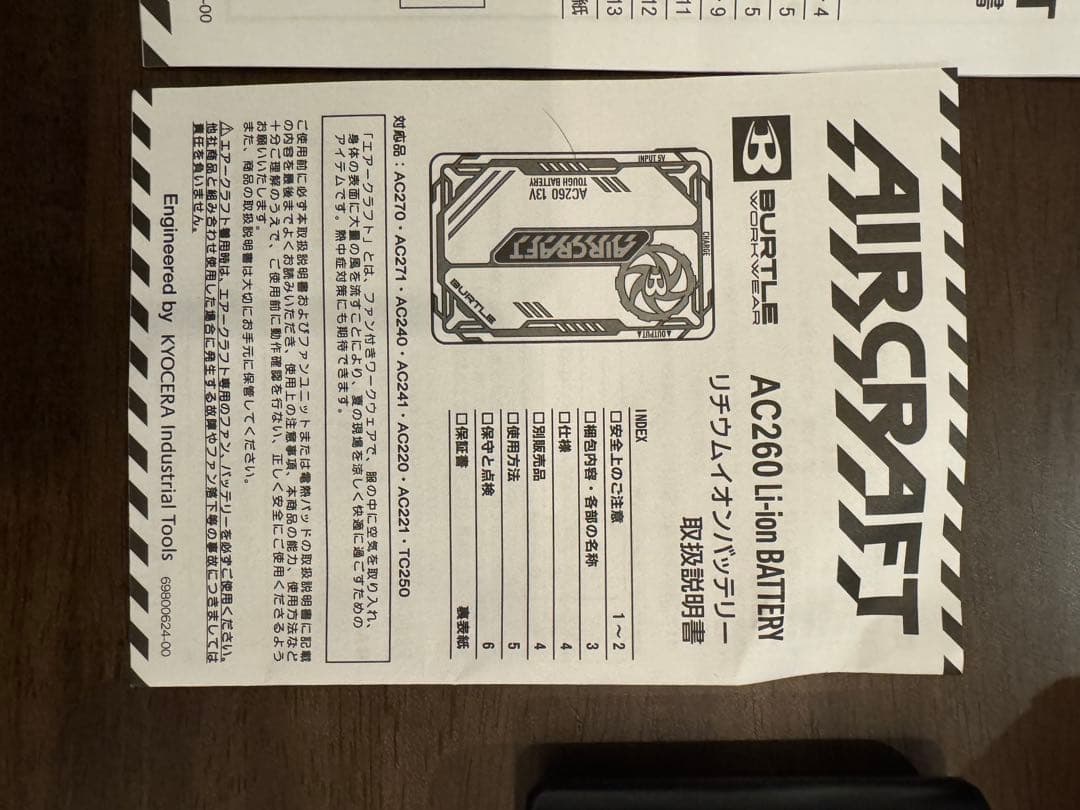 AIRCRAFT
BURTLE
WORKWEAR
AC260 Li-ion BATTERY
リチウムイオンバッテリー
取扱説明書
INPUT 5V
CHARGE
AC260 13V
TOUGH BATTERY
AIRCRAFT
BURTLE
▲OUTPUT▲
INDEX
□安全上のご注意 1～2
□梱包内容・各部の名称 3
□仕様 4
□別販売品 4
□使用方法 5
□保守と点検 6
□保証書 裏表紙
対応品：AC270・AC271・AC240・AC241・AC220・AC221・TC250
「エアークラフト」とは、ファン付きワークウェアで、服の中に空気を取り入れ、
身体の表面に大量の風を流すことにより、夏の現場を涼しく快適に過ごすための
アイテムです。熱中症対策にも期待できます。
ご使用前に必ず本取扱説明書およびファンユニットまたは電熱パッドの取扱説明書に記載
の内容を最後までよくお読みいただき、使用上の注意事項、本商品の能力、使用方法など
十分ご理解のうえで、ご使用前に動作確認を行ない、正しく安全にご使用くださるよう
お願いいたします。
また、商品の取扱説明書は大切にお手元に保管してください。
⚠エアークラフト着用時は、エアークラフト専用のファン、バッテリーを必ずご使用ください。
他社商品と組み合わせ使用した場合に発生する故障やファン落下等の事故につきましては
責任を負いません。
Engineered by KYOCERA Industrial Tools 69800624-00
4
5
5
9
11
12
13
-00